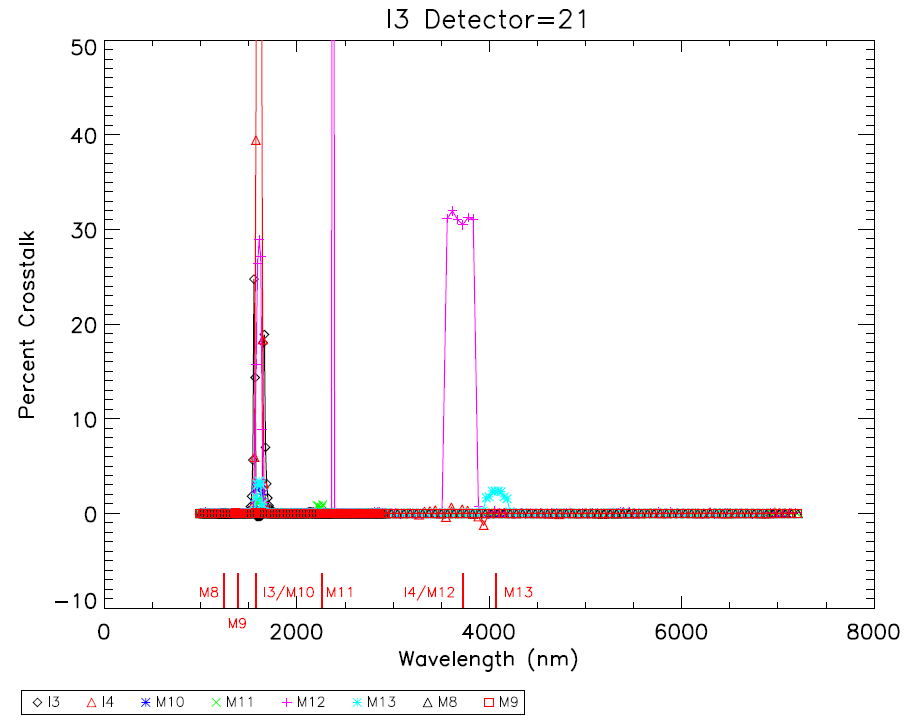 I3 Detector=21
50
40
30
20
10
0
-10
Percent Crosstalk
M8 I3/M10 M11 I4/M12 M13
M9
0 2000 4000 6000 8000
Wavelength (nm)
I3 I4 M10 M11 M12 M13 M8 M9